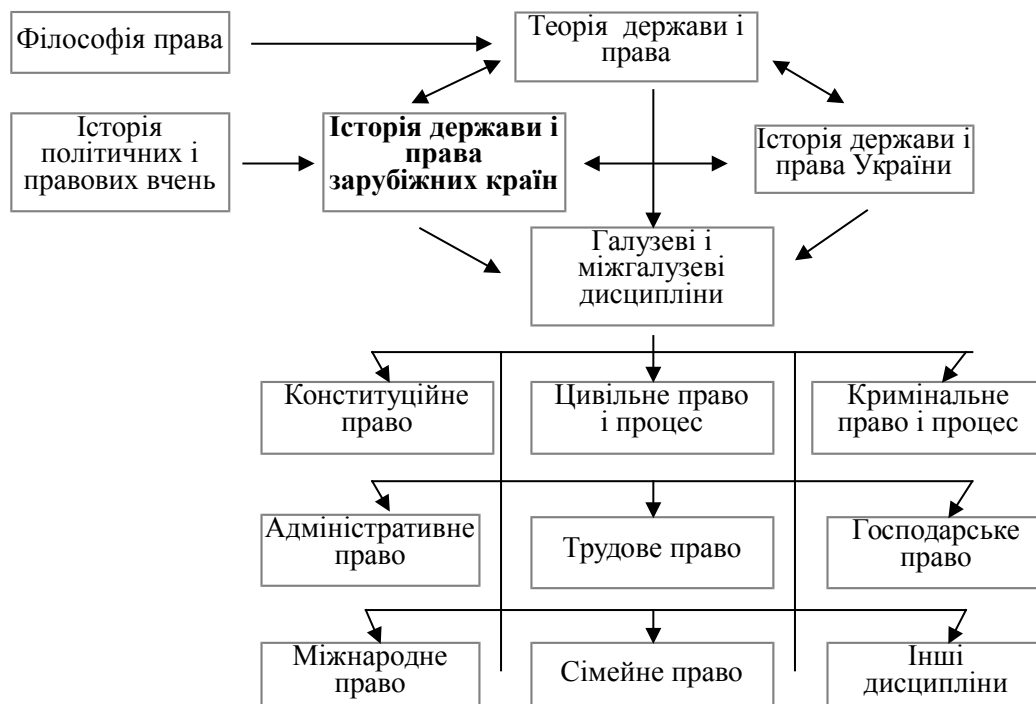 Філософія права
Теорія держави і
права
Історія
політичних і
правових вчень
Історія держави і
права
зарубіжних країн
Історія держави і
права України
Галузеві і
міжгалузеві
дисципліни
Конституційне
право
Цивільне право
і процес
Кримінальне
право і процес
Адміністративне
право
Трудове право
Господарське
право
Міжнародне
право
Сімейне право
Інші
дисципліни